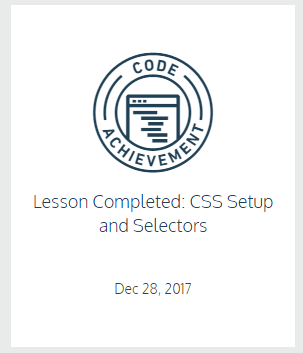 CODE
ACHIEVEMENT
Lesson Completed: CSS Setup
and Selectors
Dec 28, 2017